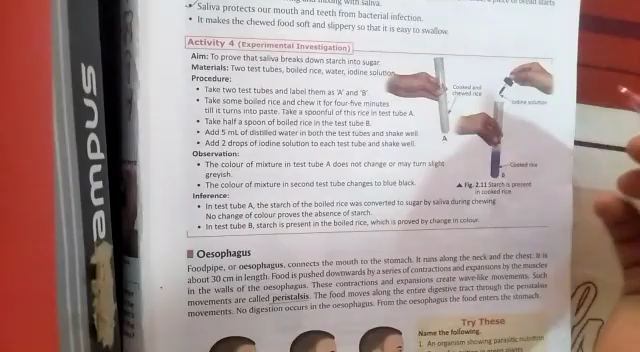 with saliva.
Saliva protects our mouth and teeth from bacterial infection.
• It makes the chewed food soft and slippery so that it is easy to swallow.
Activity 4 (Experimental Investigation)
Aim: To prove that saliva breaks down starch into sugar.
Materials: Two test tubes, boiled rice, water, iodine solution
Procedure:
• Take two test tubes and label them as 'A' and 'B'
• Take some boiled rice and chew it for four-five minutes
till it turns into paste. Take a spoonful of this rice in test tube A.
• Take half a spoon of boiled rice in the test tube B.
• Add 5 mL of distilled water in both the test tubes and shake well.
• Add 2 drops of iodine solution to each test tube and shake well.
Observation:
• The colour of mixture in test tube A does not change or may turn slight
greyish.
• The colour of mixture in second test tube changes to blue black.
Inference:
• In test tube A, the starch of the boiled rice was converted to sugar by saliva during chewing.
No change of colour proves the absence of starch.
• In test tube B, starch is present in the boiled rice, which is proved by change in colour.
Cooked and
chewed rice
Iodine solution
A
Cooked rice
B
▲ Fig. 2.11 Starch is present
in cooked rice
■ Oesophagus
Foodpipe, or oesophagus, connects the mouth to the stomach. It runs along the neck and the chest. It is
about 30 cm in length. Food is pushed downwards by a series of contractions and expansions by the muscles
in the walls of the oesophagus. These contractions and expansions create wave-like movements. Such
movements are called peristalsis. The food moves along the entire digestive tract through the peristalsis
movements. No digestion occurs in the oesophagus. From the oesophagus the food enters the stomach.
Try These
Name the following.
1. An organism showing parasitic nutrition
ampus